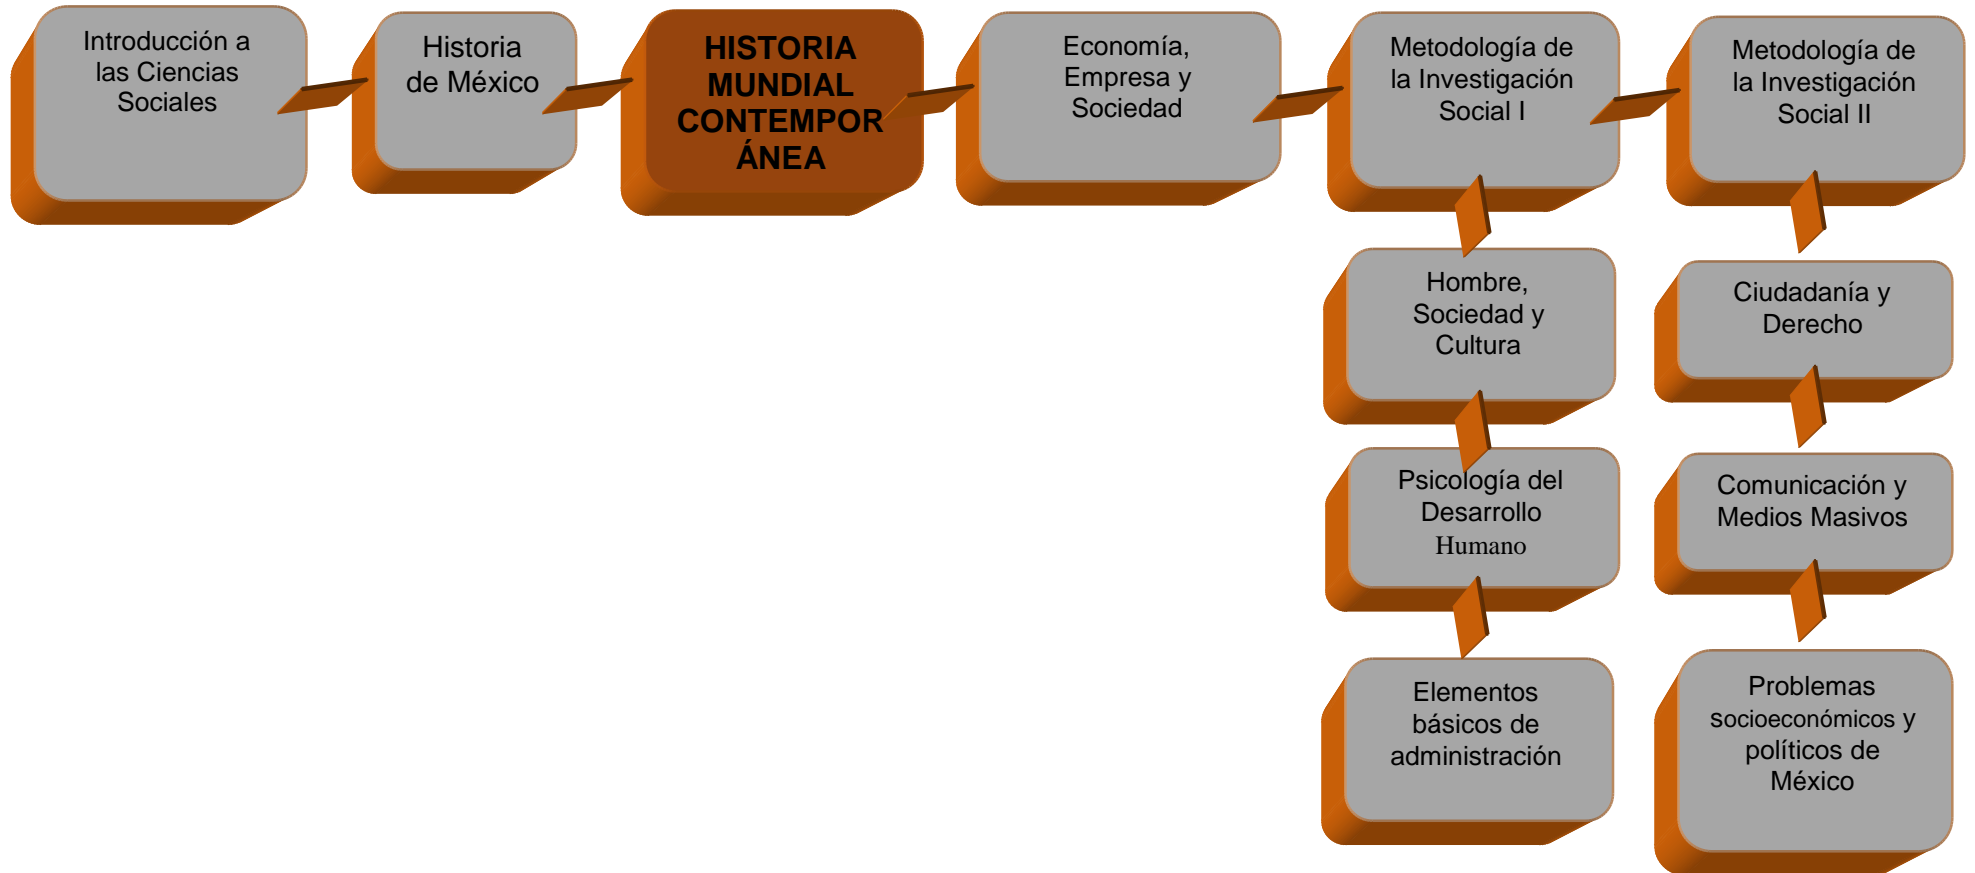 Introducción a
las Ciencias
Sociales
Historia
de México
HISTORIA
MUNDIAL
CONTEMPOR
ÁNEA
Economía,
Empresa y
Sociedad
Metodología de
la Investigación
Social I
Metodología de
la Investigación
Social II
Hombre,
Sociedad y
Cultura
Ciudadanía y
Derecho
Psicología del
Desarrollo
Humano
Comunicación y
Medios Masivos
Elementos
básicos de
administración
Problemas
socioeconómicos y
políticos de
México